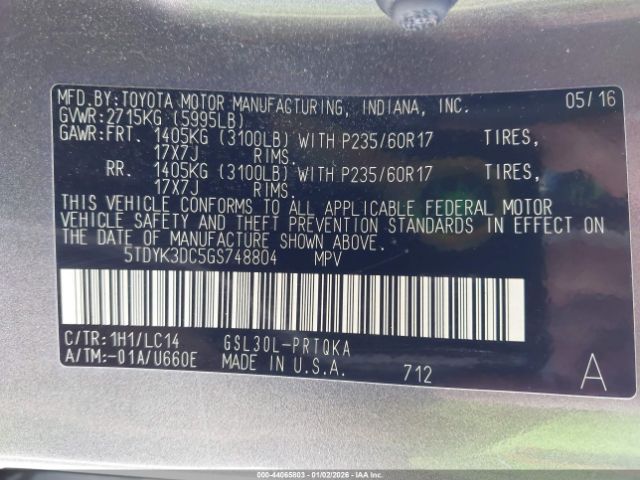 MFD.BY:TOYOTA MOTOR MANUFACTURING, INDIANA, INC. 05/16
GVWR:2715KG (5995LB)
GAWR:FRT. 1405KG (3100LB) WITH P235/60R17 TIRES,
17X7J RIMS.
RR. 1405KG (3100LB) WITH P235/60R17 TIRES,
17X7J RIMS.
THIS VEHICLE CONFORMS TO ALL APPLICABLE FEDERAL MOTOR
VEHICLE SAFETY AND THEFT PREVENTION STANDARDS IN EFFECT ON
THE DATE OF MANUFACTURE SHOWN ABOVE.
5TDYK3DC5GS748804 MPV
C/TR:1H1/LC14 GSL30L-PRTQKA
A/TM:-01A/U660E MADE IN U.S.A. 712 A
000-44065803 - 01/02/2026 - IAAI.COM